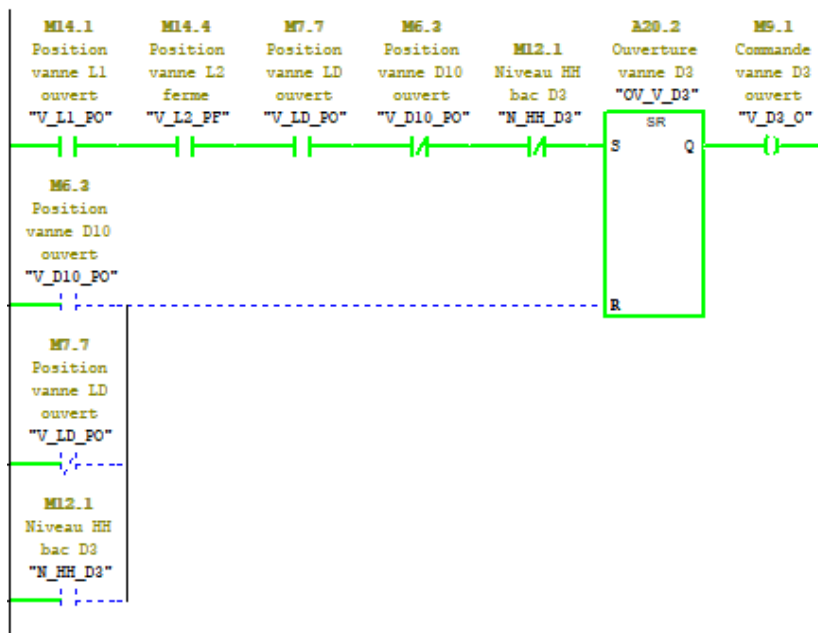 M14.1
Position
vanne L1
ouvert
"V_L1_PO"
M14.4
Position
vanne L2
ferme
"V_L2_PF"
M7.7
Position
vanne LD
ouvert
"V_LD_PO"
M6.3
Position
vanne D10
ouvert
"V_D10_PO"
M12.1
Niveau HH
bac D3
"N_HH_D3"
A20.2
Ouverture
vanne D3
"OV_V_D3"
SR
S
Q
R
M9.1
Commande
vanne D3
ouvert
"V_D3_O"
M6.3
Position
vanne D10
ouvert
"V_D10_PO"
M7.7
Position
vanne LD
ouvert
"V_LD_PO"
M12.1
Niveau HH
bac D3
"N_HH_D3"